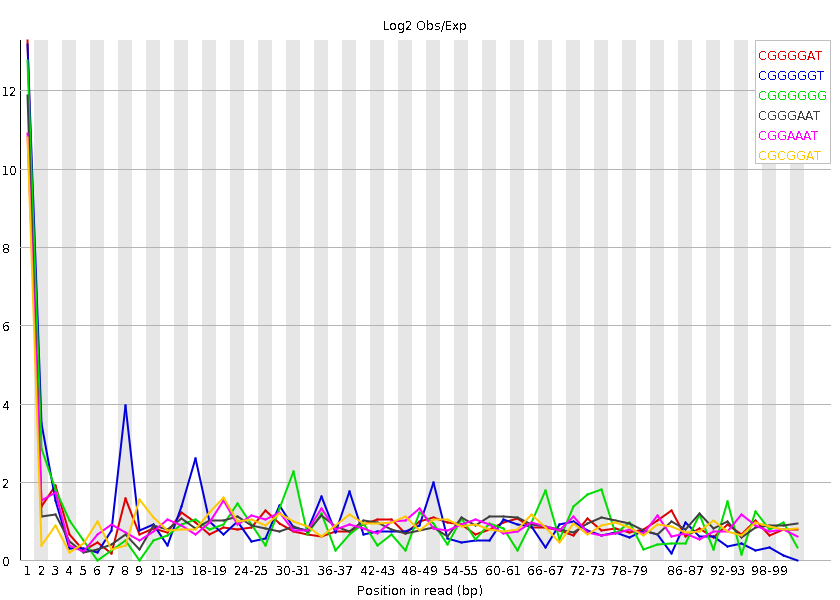 Log2 Obs/Exp
CGGGGAT
CGGGGGT
CGGGGGG
CGGGAAT
CGGAAAT
CGCGGAT
12
10
8
6
4
2
0
1 2 3 4 5 6 7 8 9 12-13 18-19 24-25 30-31 36-37 42-43 48-49 54-55 60-61 66-67 72-73 78-79 86-87 92-93 98-99
Position in read (bp)